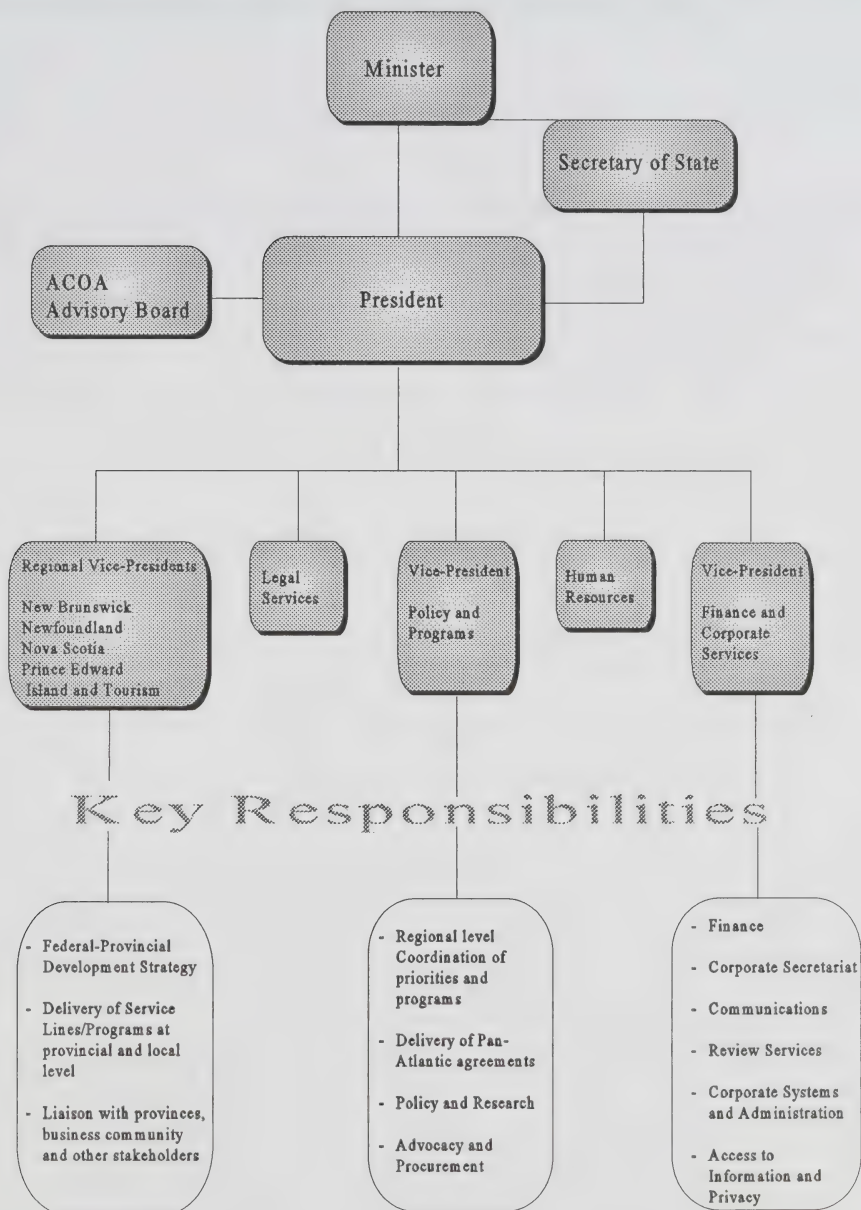 Minister
Secretary of State
ACOA
Advisory Board
President
Regional Vice-Presidents
New Brunswick
Newfoundland
Nova Scotia
Prince Edward
Island and Tourism
Legal
Services
Vice-President
Policy and
Programs
Human
Resources
Vice-President
Finance and
Corporate
Services
Key Responsibilities
- Federal-Provincial
Development Strategy
- Delivery of Service
Lines/Programs at
provincial and local
level
- Liaison with provinces,
business community
and other stakeholders
- Regional level
Coordination of
priorities and
programs
- Delivery of Pan-
Atlantic agreements
- Policy and Research
- Advocacy and
Procurement
- Finance
- Corporate Secretariat
- Communications
- Review Services
- Corporate Systems
and Administration
- Access to
Information and
Privacy